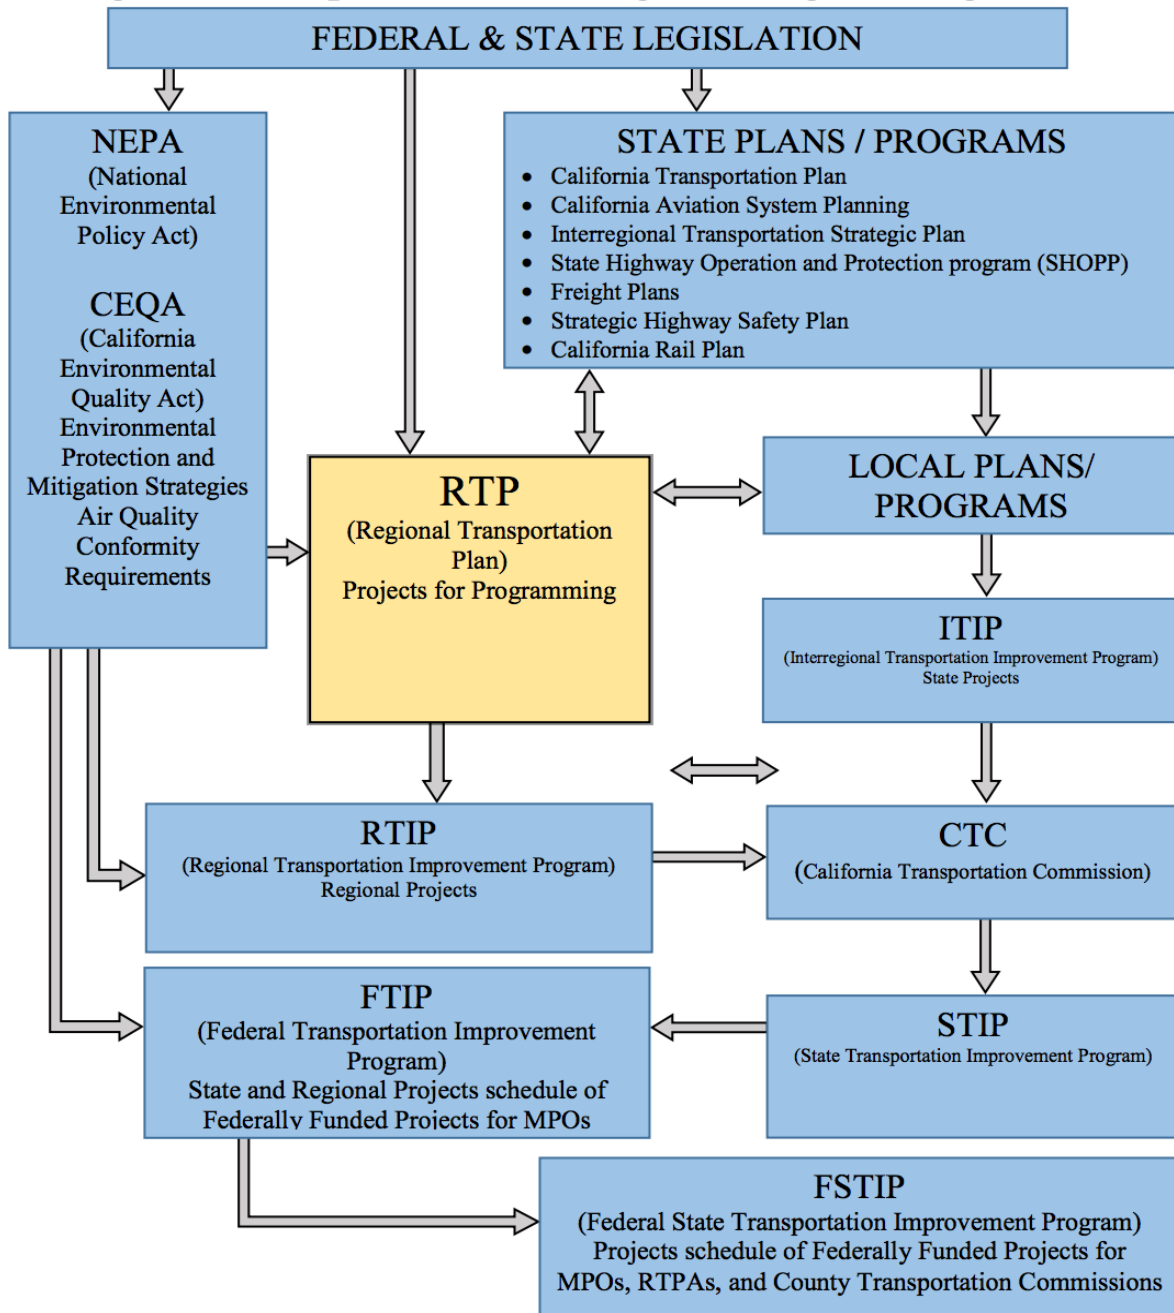 FEDERAL & STATE LEGISLATION
NEPA
(National
Environmental
Policy Act)
CEQA
(California
Environmental
Quality Act)
Environmental
Protection and
Mitigation Strategies
Air Quality
Conformity
Requirements
STATE PLANS / PROGRAMS
• California Transportation Plan
• California Aviation System Planning
• Interregional Transportation Strategic Plan
• State Highway Operation and Protection program (SHOPP)
• Freight Plans
• Strategic Highway Safety Plan
• California Rail Plan
RTP
(Regional Transportation
Plan)
Projects for Programming
LOCAL PLANS/
PROGRAMS
ITIP
(Interregional Transportation Improvement Program)
State Projects
RTIP
(Regional Transportation Improvement Program)
Regional Projects
CTC
(California Transportation Commission)
FTIP
(Federal Transportation Improvement
Program)
State and Regional Projects schedule of
Federally Funded Projects for MPOs
STIP
(State Transportation Improvement Program)
FSTIP
(Federal State Transportation Improvement Program)
Projects schedule of Federally Funded Projects for
MPOs, RTPAs, and County Transportation Commissions